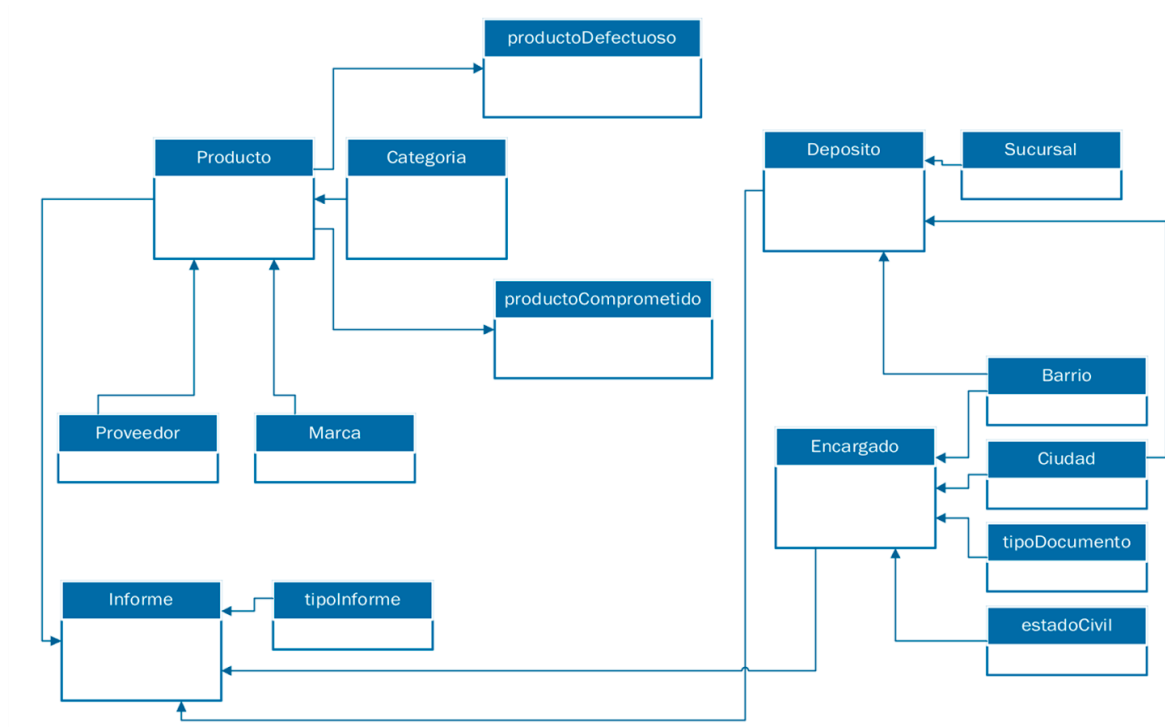 productoDefectuoso
Producto
Categoria
Deposito
Sucursal
productoComprometido
Barrio
Proveedor
Marca
Encargado
Ciudad
tipoDocumento
Informe
tipoInforme
estadoCivil